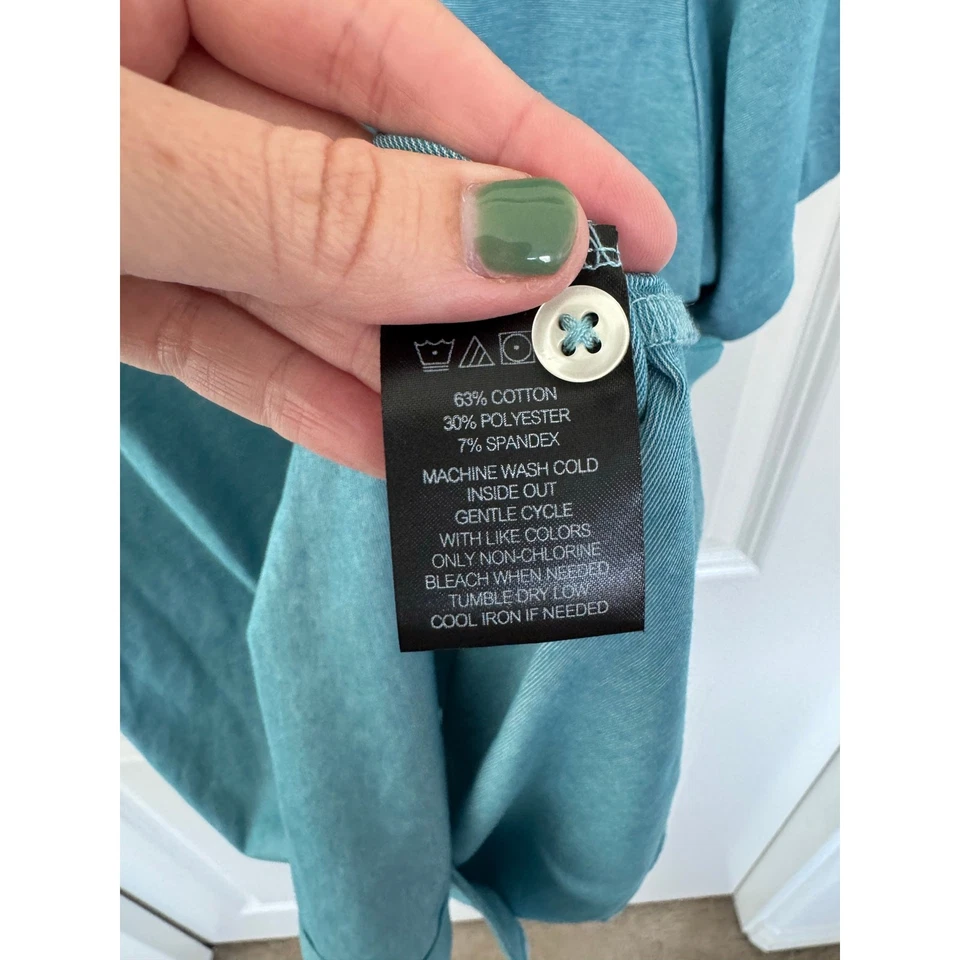 63% COTTON
30% POLYESTER
7% SPANDEX
MACHINE WASH COLD
INSIDE OUT
GENTLE CYCLE
WITH LIKE COLORS
ONLY NON-CHLORINE
BLEACH WHEN NEEDED
TUMBLE DRY LOW
COOL IRON IF NEEDED